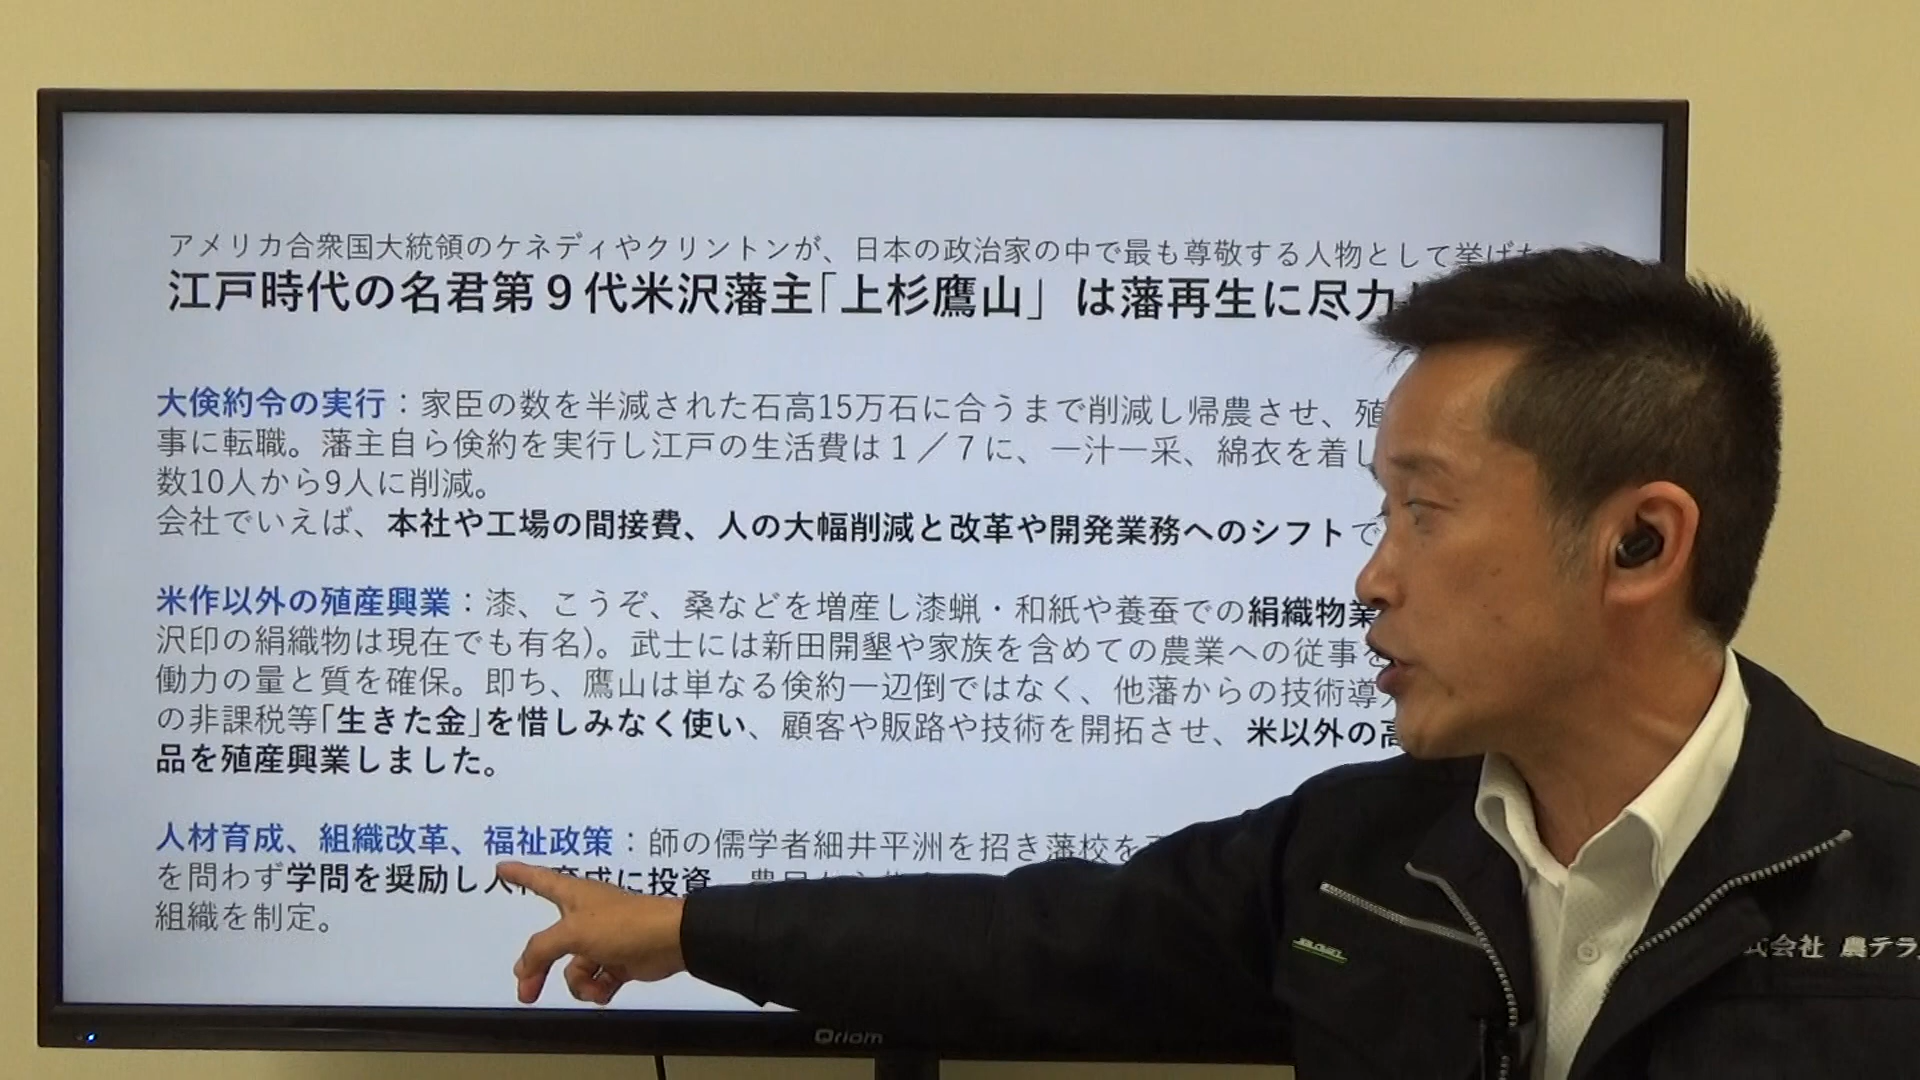 アメリカ合衆国大統領のケネディやクリントンが、日本の政治家の中で最も尊敬する人物として挙げた
江戸時代の名君第９代米沢藩主「上杉鷹山」は藩再生に尽力
大倹約令の実行：家臣の数を半減された石高15万石に合うまで削減し帰農させ、殖
事に転職。藩主自ら倹約を実行し江戸の生活費は１／７に、一汁一采、綿衣を着し
数10人から9人に削減。
会社でいえば、本社や工場の間接費、人の大幅削減と改革や開発業務へのシフトで
米作以外の殖産興業：漆、こうぞ、桑などを増産し漆蝋・和紙や養蚕での絹織物業
沢印の絹織物は現在でも有名)。武士には新田開墾や家族を含めての農業への従事を
働力の量と質を確保。即ち、鷹山は単なる倹約一辺倒ではなく、他藩からの技術導入
の非課税等「生きた金」を惜しみなく使い、顧客や販路や技術を開拓させ、米以外の高
品を殖産興業しました。
人材育成、組織改革、福祉政策：師の儒学者細井平洲を招き藩校を
を問わず学問を奨励し人材育成に投資
組織を制定。
式会社 農テラ
Qriom